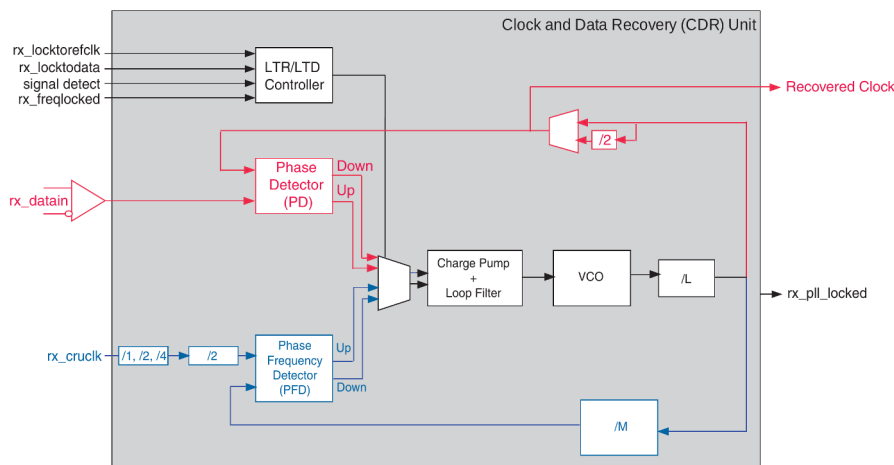 Clock and Data Recovery (CDR) Unit
rx_locktorefclk
rx_locktodata
signal detect
rx_freqlocked
LTR/LTD
Controller
Recovered Clock
/2
Down
Phase
Detector
(PD)
Up
rx_datain
Charge Pump
+
Loop Filter
VCO
/L
rx_pll_locked
rx_cruclk
/1, /2, /4
/2
Phase
Frequency
Detector
(PFD)
Up
Down
/M